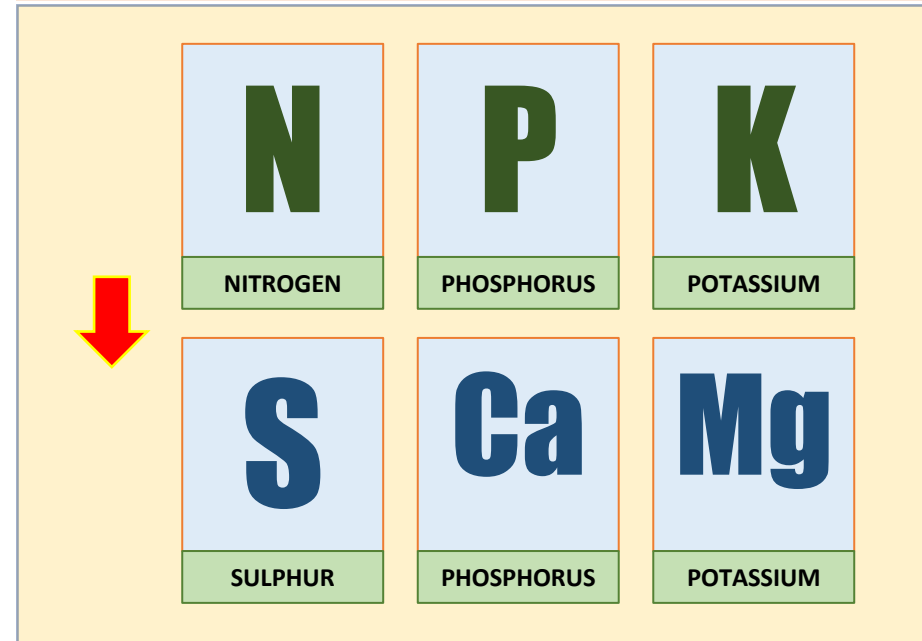 N P K
NITROGEN PHOSPHORUS POTASSIUM
S Ca Mg
SULPHUR PHOSPHORUS POTASSIUM